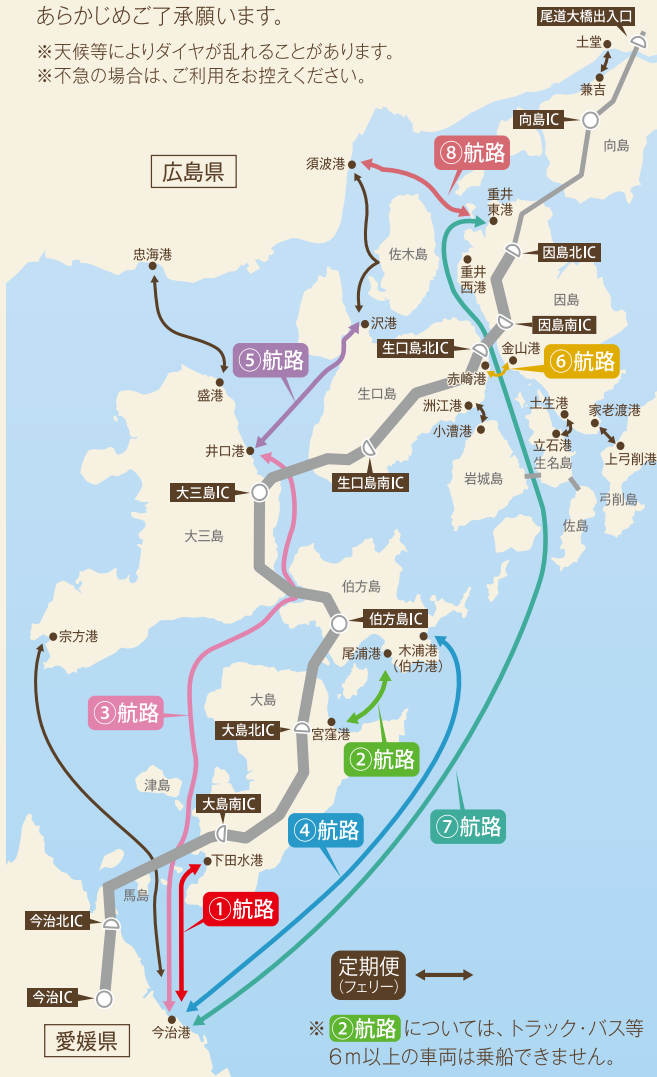 あらかじめご了承願います。
※天候等によりダイヤが乱れることがあります。
※不急の場合は、ご利用をお控えください。
尾道大橋出入口
土堂
兼吉
向島IC
向島
広島県
須波港
⑧航路
重井
東港
佐木島
因島北IC
重井
西港
因島
忠海港
沢港
因島南IC
生口島北IC
金山港
⑤航路
⑥航路
赤崎港
盛港
生口島
洲江港
土生港
家老渡港
小漕港
井口港
立石港
上弓削港
生名島
生口島南IC
岩城島
大三島IC
弓削島
佐島
大三島
伯方島
伯方島IC
宗方港
尾浦港
木浦港
(伯方港)
大島
③航路
大島北IC
宮窪港
②航路
津島
大島南IC
④航路
⑦航路
下田水港
馬島
①航路
今治北IC
定期便
(フェリー)
今治IC
今治港
愛媛県
※②航路については、トラック・バス等
6m以上の車両は乗船できません。